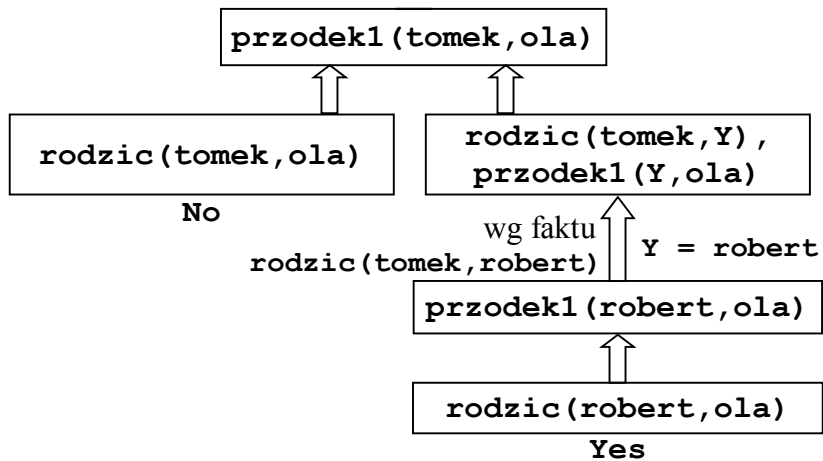 przodek1(tomek,ola)
rodzic(tomek,ola)
No
rodzic(tomek,Y),
przodek1(Y,ola)
wg faktu
rodzic(tomek,robert)
Y = robert
przodek1(robert,ola)
rodzic(robert,ola)
Yes